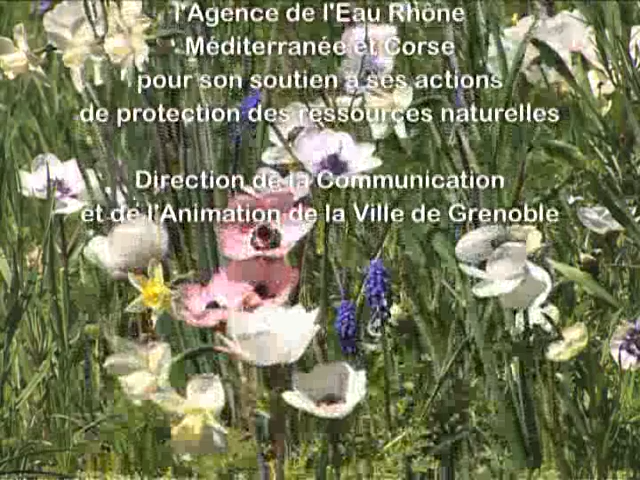 l'Agence de l'Eau Rhône
Méditerranée et Corse
pour son soutien à ses actions
de protection des ressources naturelles
Direction de la Communication
et de l'Animation de la Ville de Grenoble